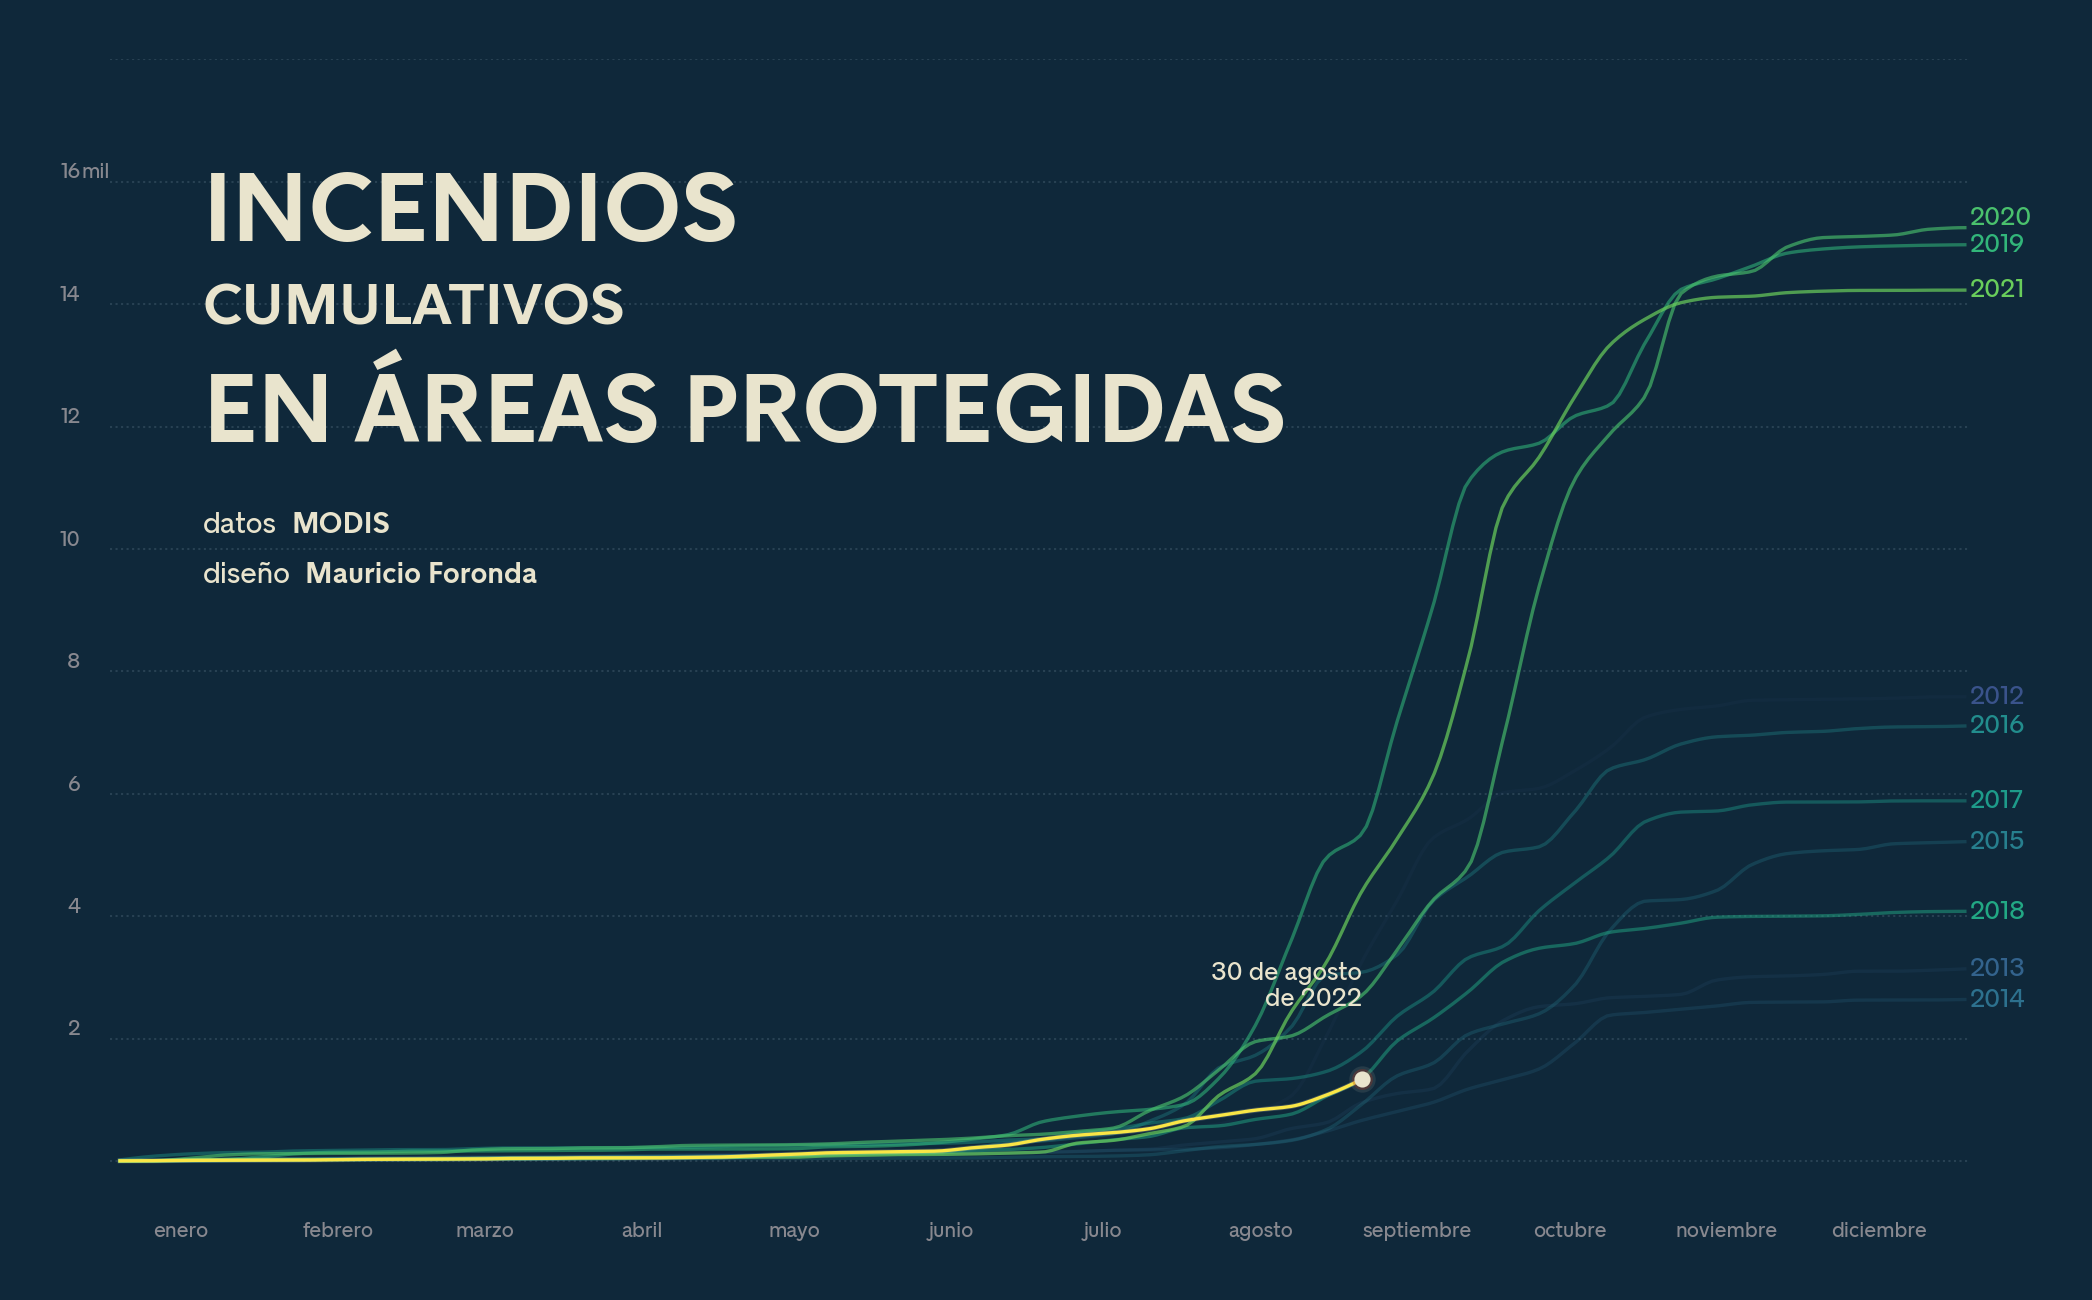 16 mil
INCENDIOS
CUMULATIVOS
EN ÁREAS PROTEGIDAS
datos MODIS
diseño Mauricio Foronda
14
12
10
8
6
4
2
2020
2019
2021
2012
2016
2017
2015
2018
2013
2014
30 de agosto
de 2022
enero febrero marzo abril mayo junio julio agosto septiembre octubre noviembre diciembre